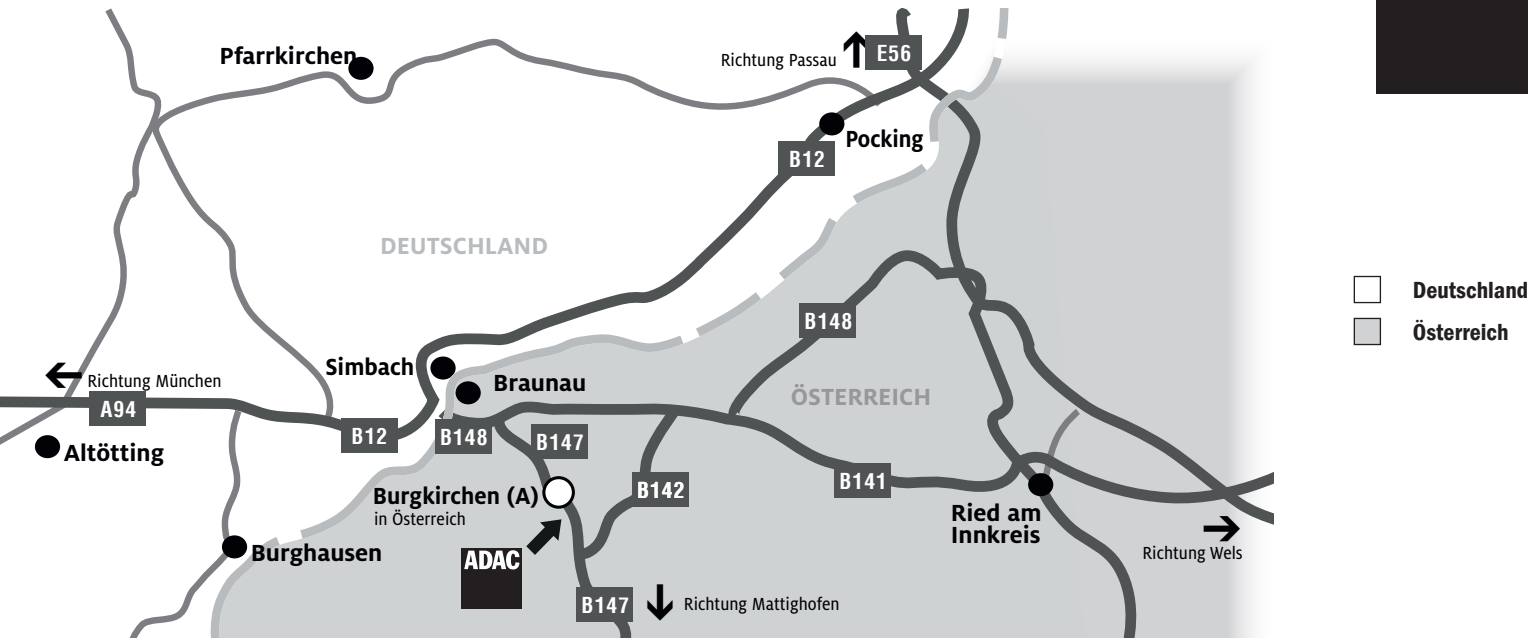 Pfarrkirchen
Richtung Passau
E56
Pocking
B12
DEUTSCHLAND
Deutschland
B148
Österreich
Simbach
Braunau
Richtung München
A94
ÖSTERREICH
B12
B148
B147
Altötting
B141
B142
Burgkirchen (A)
in Österreich
Ried am
Innkreis
Burghausen
Richtung Wels
ADAC
B147
Richtung Mattighofen